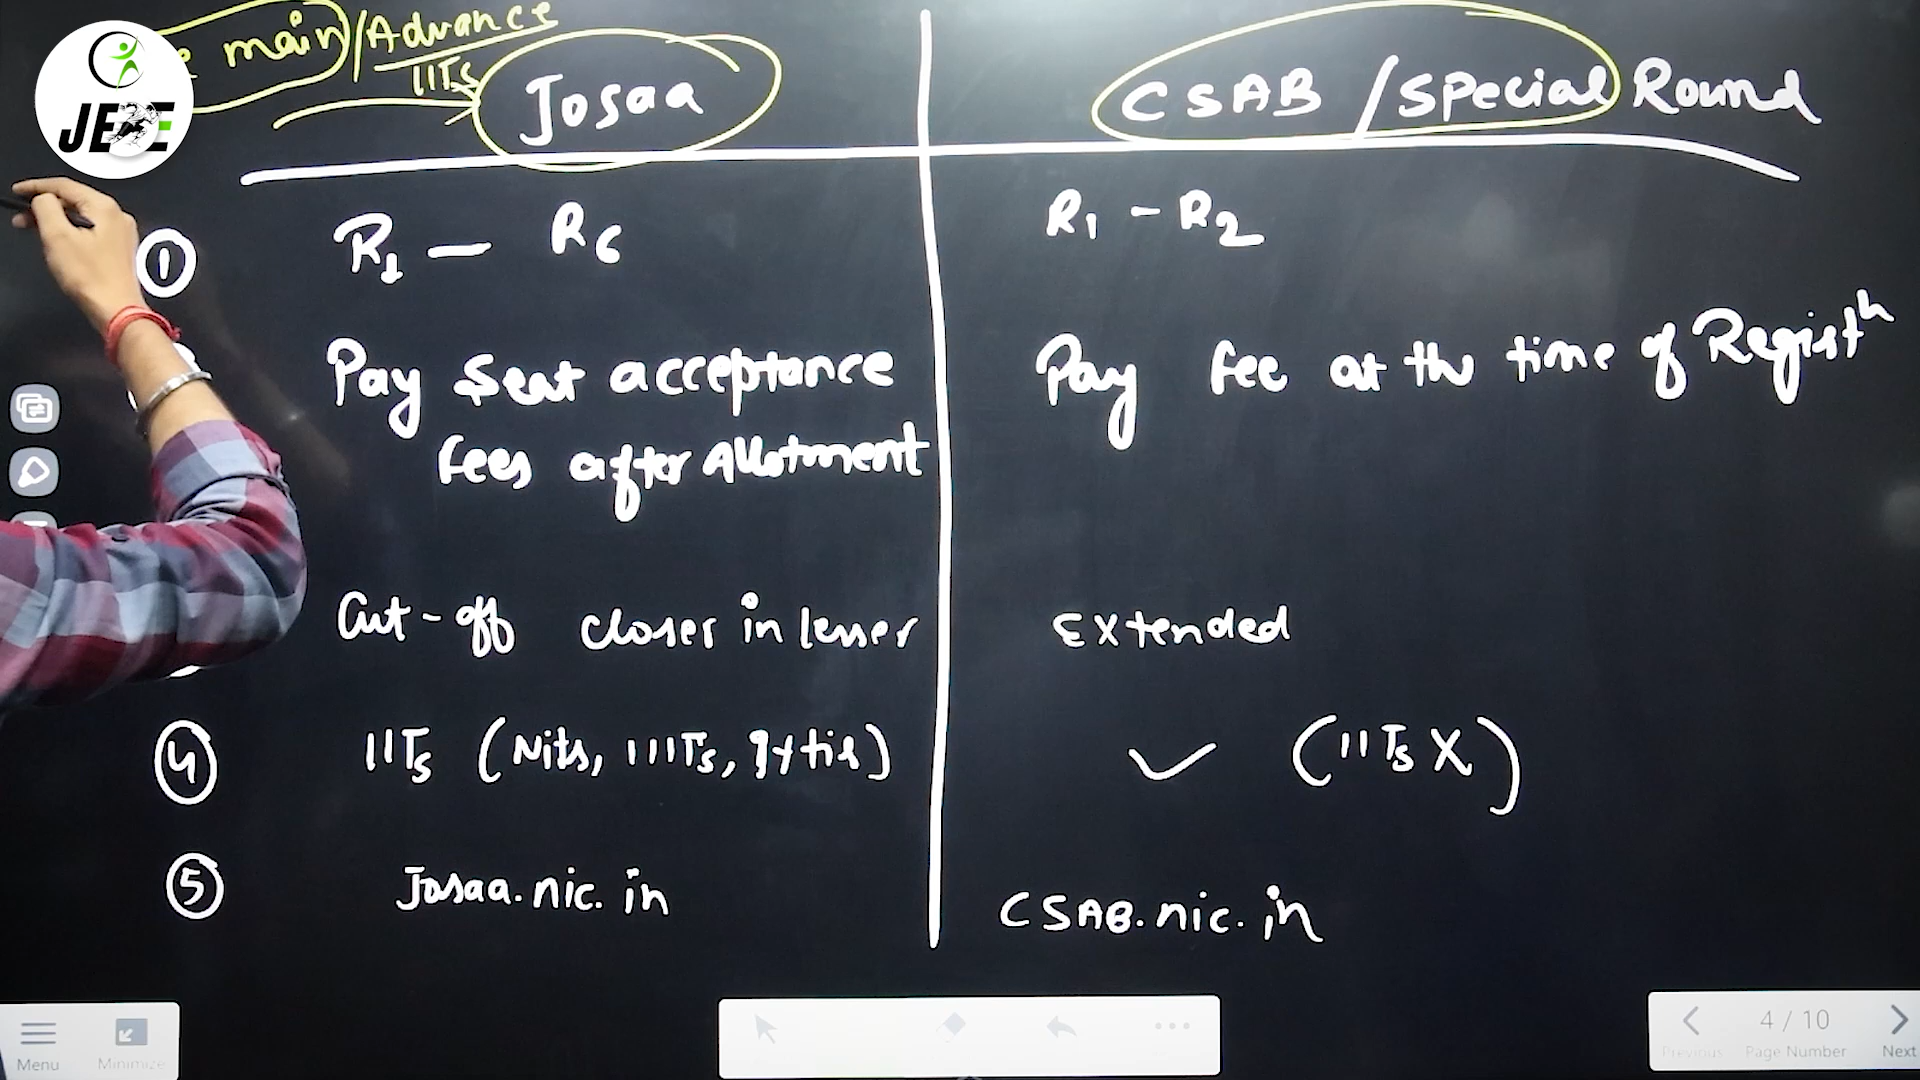 main/Advance
IITs
JEE
Josaa
CSAB / Special Round
①
R1 — R6
R1 - R2
Pay Seat acceptance
fees after Allotment
Pay fee at the time of Registth
Cut-off closes in lesser
Extended
④
IITs (Nits, IIITs, gftis)
✓ (IITs X)
⑤
Josaa.nic.in
CSAB.nic.in
Menu
Minimize
4 / 10
Previous
Page Number
Next